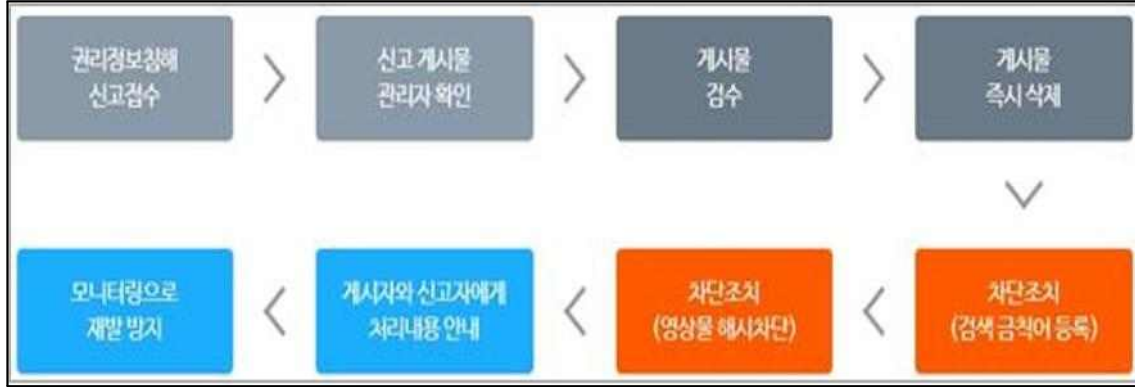 권리정보침해
신고접수
신고 게시물
관리자 확인
게시물
검수
게시물
즉시 삭제
차단조치
(검색 금칙어 등록)
차단조치
(영상물 해시차단)
게시자와 신고자에게
처리내용 안내
모니터링으로
재발 방지